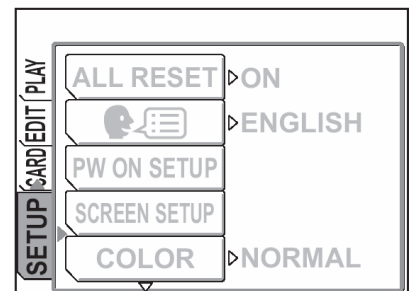 PLAY
EDIT
CARD
SETUP
ALL RESET ON
ENGLISH
PW ON SETUP
SCREEN SETUP
COLOR NORMAL